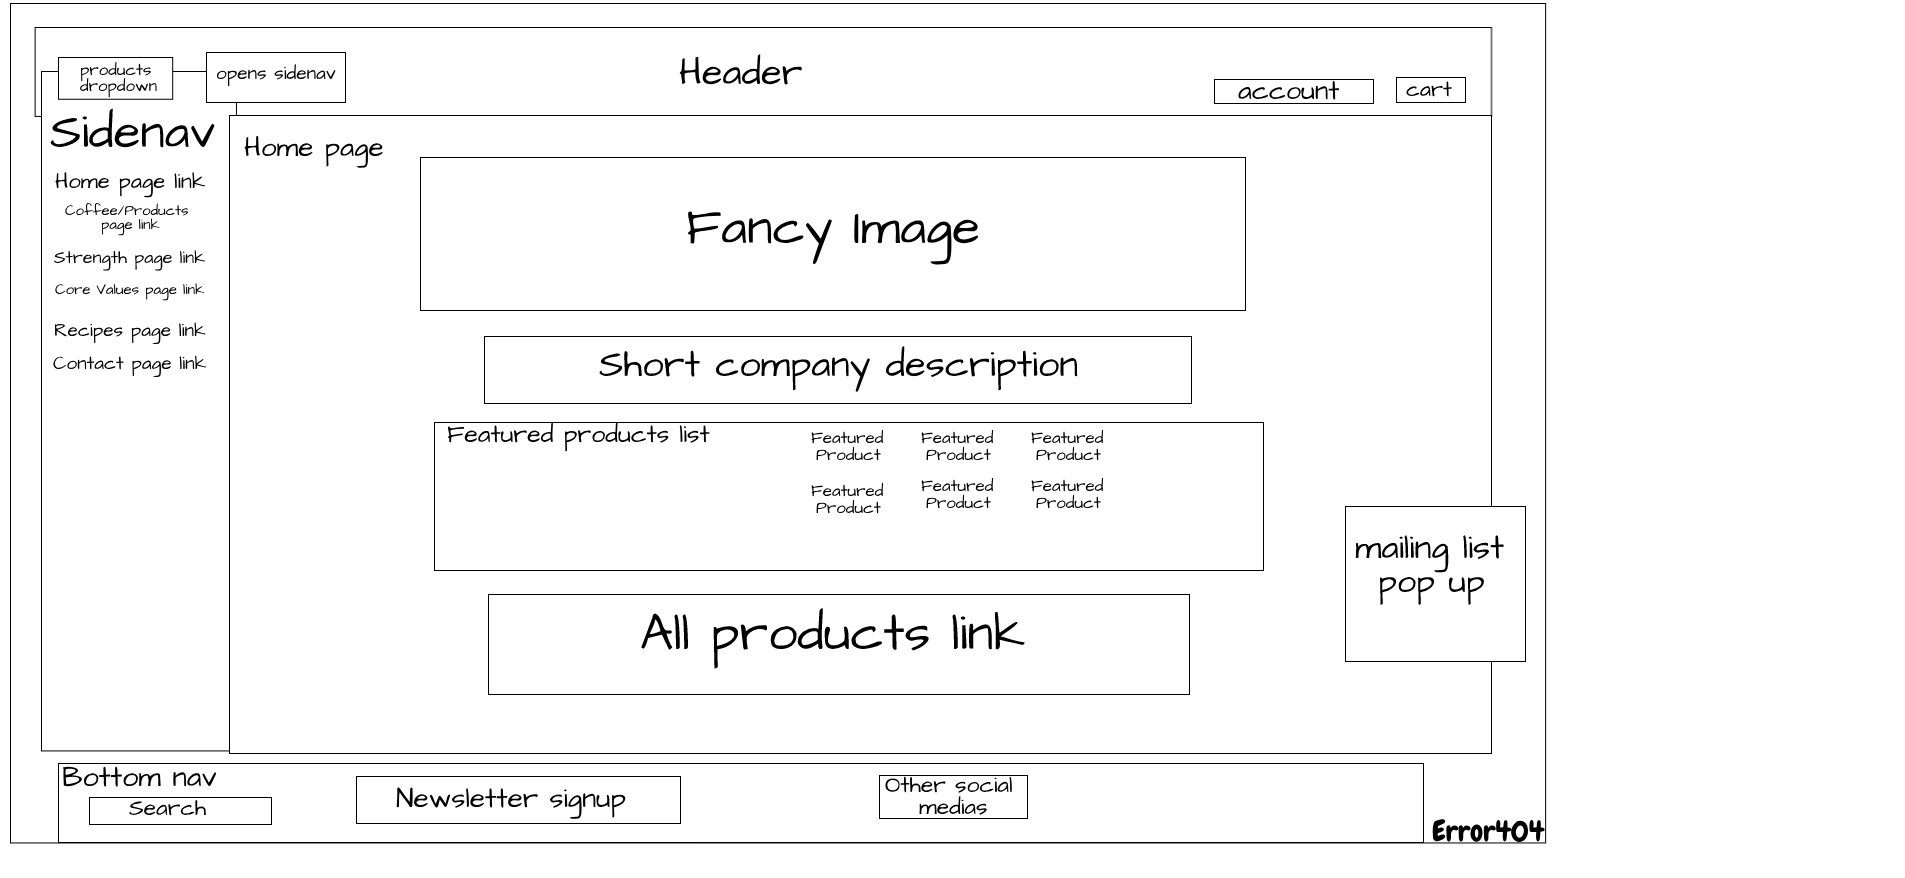 products
dropdown
opens sidenav
Header
account
cart
Sidenav
Home page link
Coffee/Products
page link
Strength page link
Core Values page link
Recipes page link
Contact page link
Home page
Fancy Image
Short company description
Featured products list
Featured
Product
Featured
Product
Featured
Product
Featured
Product
Featured
Product
Featured
Product
mailing list
pop up
All products link
Bottom nav
Search
Newsletter signup
Other social
medias
Error404